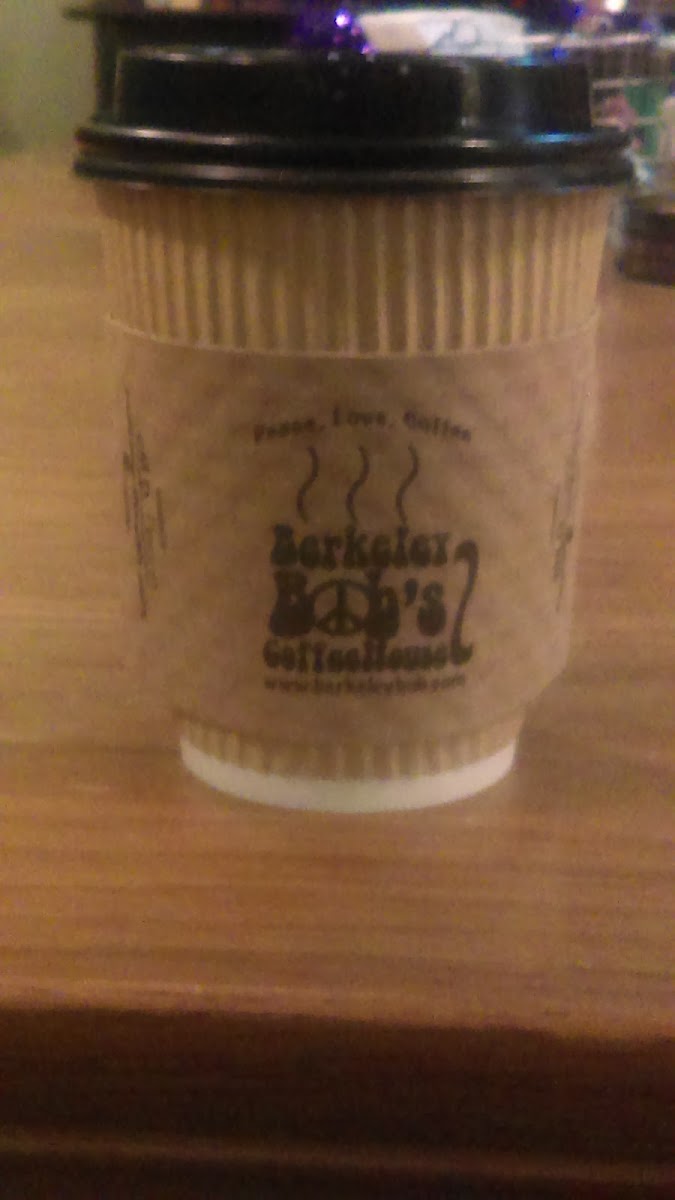 Peace, Love, Coffee
Berkeley
Bob's
CoffeeHouse
www.berkeleybob.com